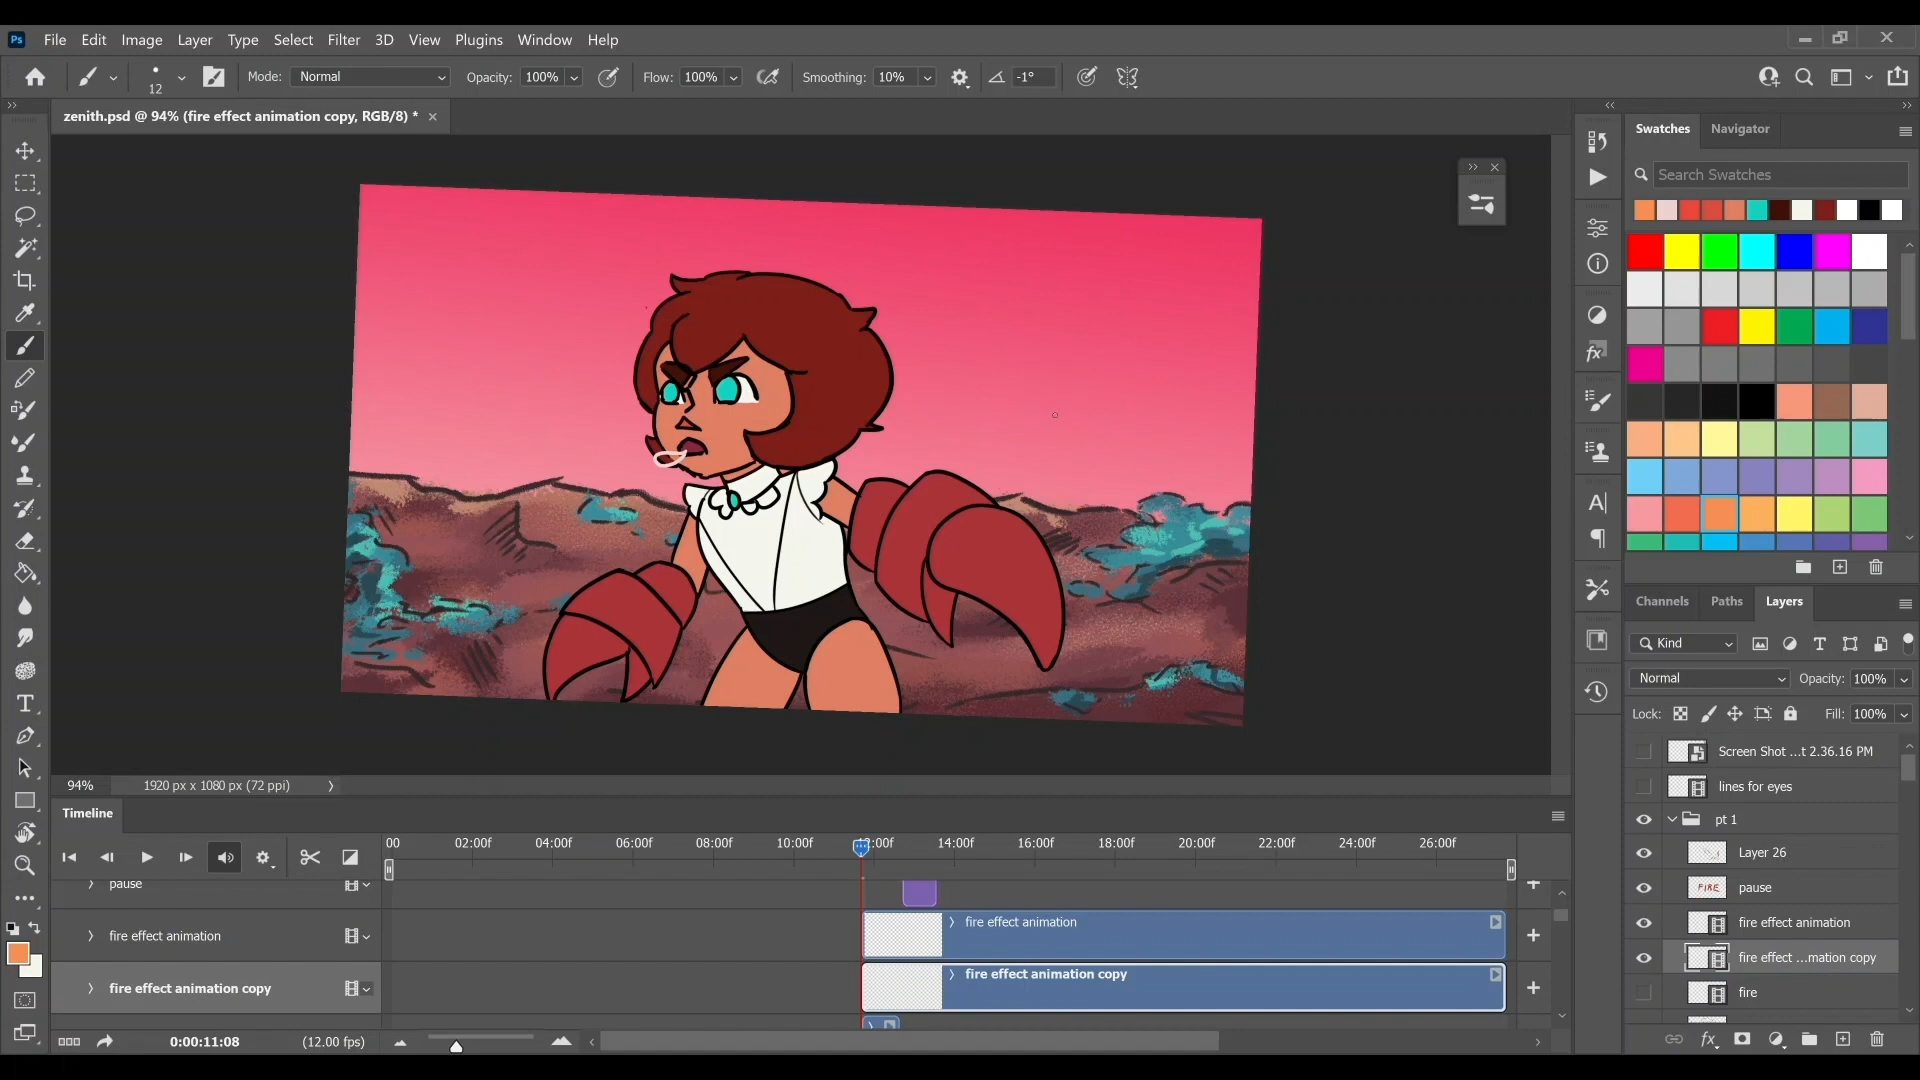 Ps File Edit Image Layer Type Select Filter 3D View Plugins Window Help
12 Mode: Normal Opacity: 100% Flow: 100% Smoothing: 10% -1°
zenith.psd @ 94% (fire effect animation copy, RGB/8) *
Swatches Navigator
Search Swatches
Channels Paths Layers
Kind
Normal Opacity: 100%
Lock: Fill: 100%
Screen Shot ...t 2.36.16 PM
lines for eyes
pt 1
Layer 26
FIRE pause
fire effect animation
fire effect ...mation copy
fire
94% 1920 px x 1080 px (72 ppi)
Timeline
00 02:00f 04:00f 06:00f 08:00f 10:00f 12:00f 14:00f 16:00f 18:00f 20:00f 22:00f 24:00f 26:00f
pause
fire effect animation
fire effect animation
fire effect animation copy
fire effect animation copy
0:00:11:08 (12.00 fps)